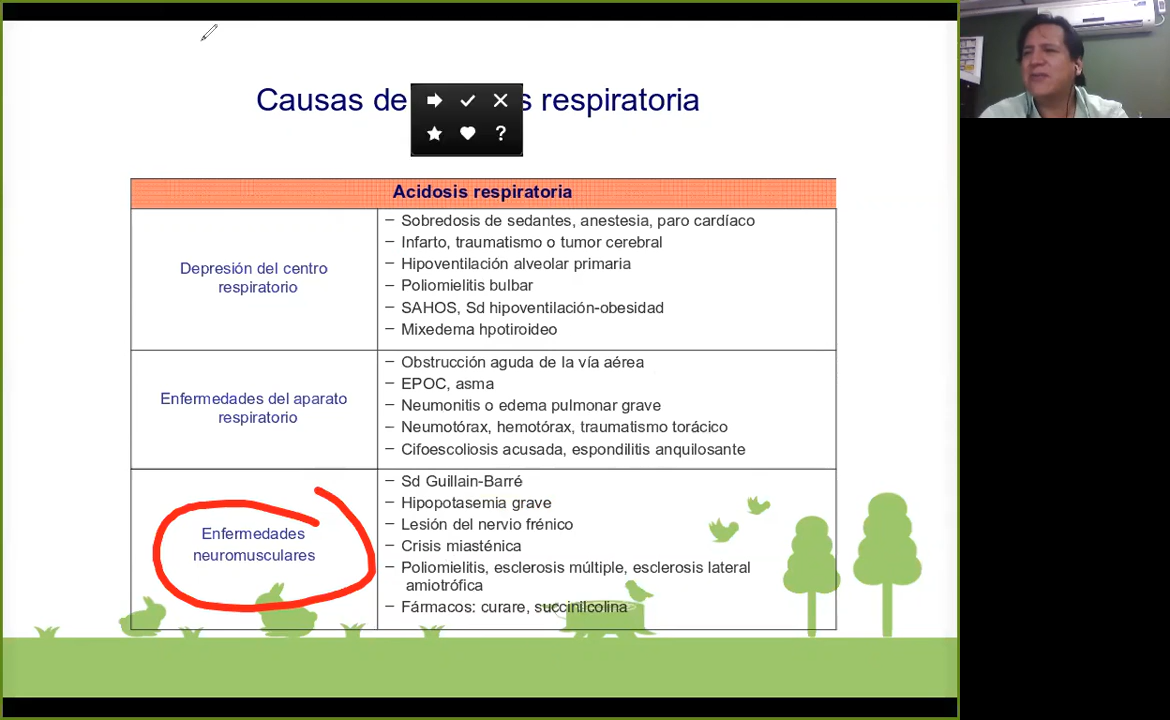 Causas de s respiratoria
?
Acidosis respiratoria
Depresión del centro
respiratorio
– Sobredosis de sedantes, anestesia, paro cardíaco
– Infarto, traumatismo o tumor cerebral
– Hipoventilación alveolar primaria
– Poliomielitis bulbar
– SAHOS, Sd hipoventilación-obesidad
– Mixedema hpotiroideo
Enfermedades del aparato
respiratorio
– Obstrucción aguda de la vía aérea
– EPOC, asma
– Neumonitis o edema pulmonar grave
– Neumotórax, hemotórax, traumatismo torácico
– Cifoescoliosis acusada, espondilitis anquilosante
Enfermedades
neuromusculares
– Sd Guillain-Barré
– Hipopotasemia grave
– Lesión del nervio frénico
– Crisis miasténica
– Poliomielitis, esclerosis múltiple, esclerosis lateral
amiotrófica
– Fármacos: curare, succinilcolina